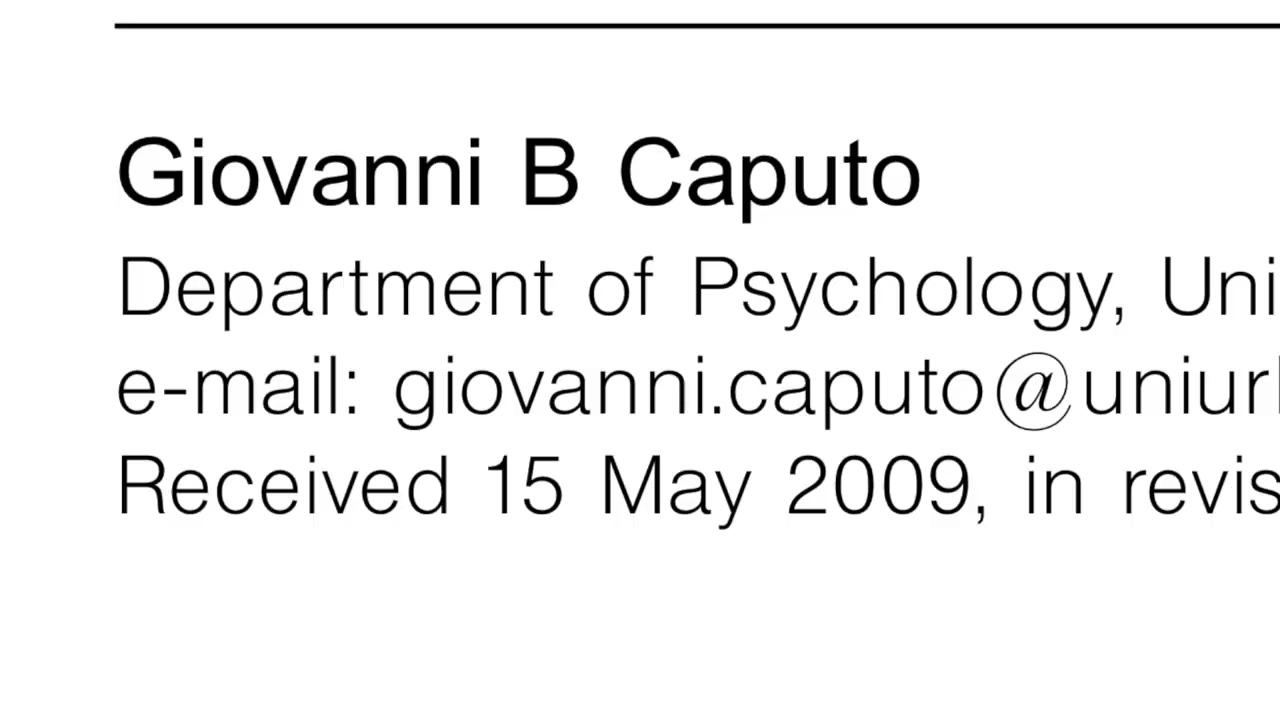 Giovanni B Caputo
Department of Psychology, Uni
e-mail: giovanni.caputo@uniur
Received 15 May 2009, in revis